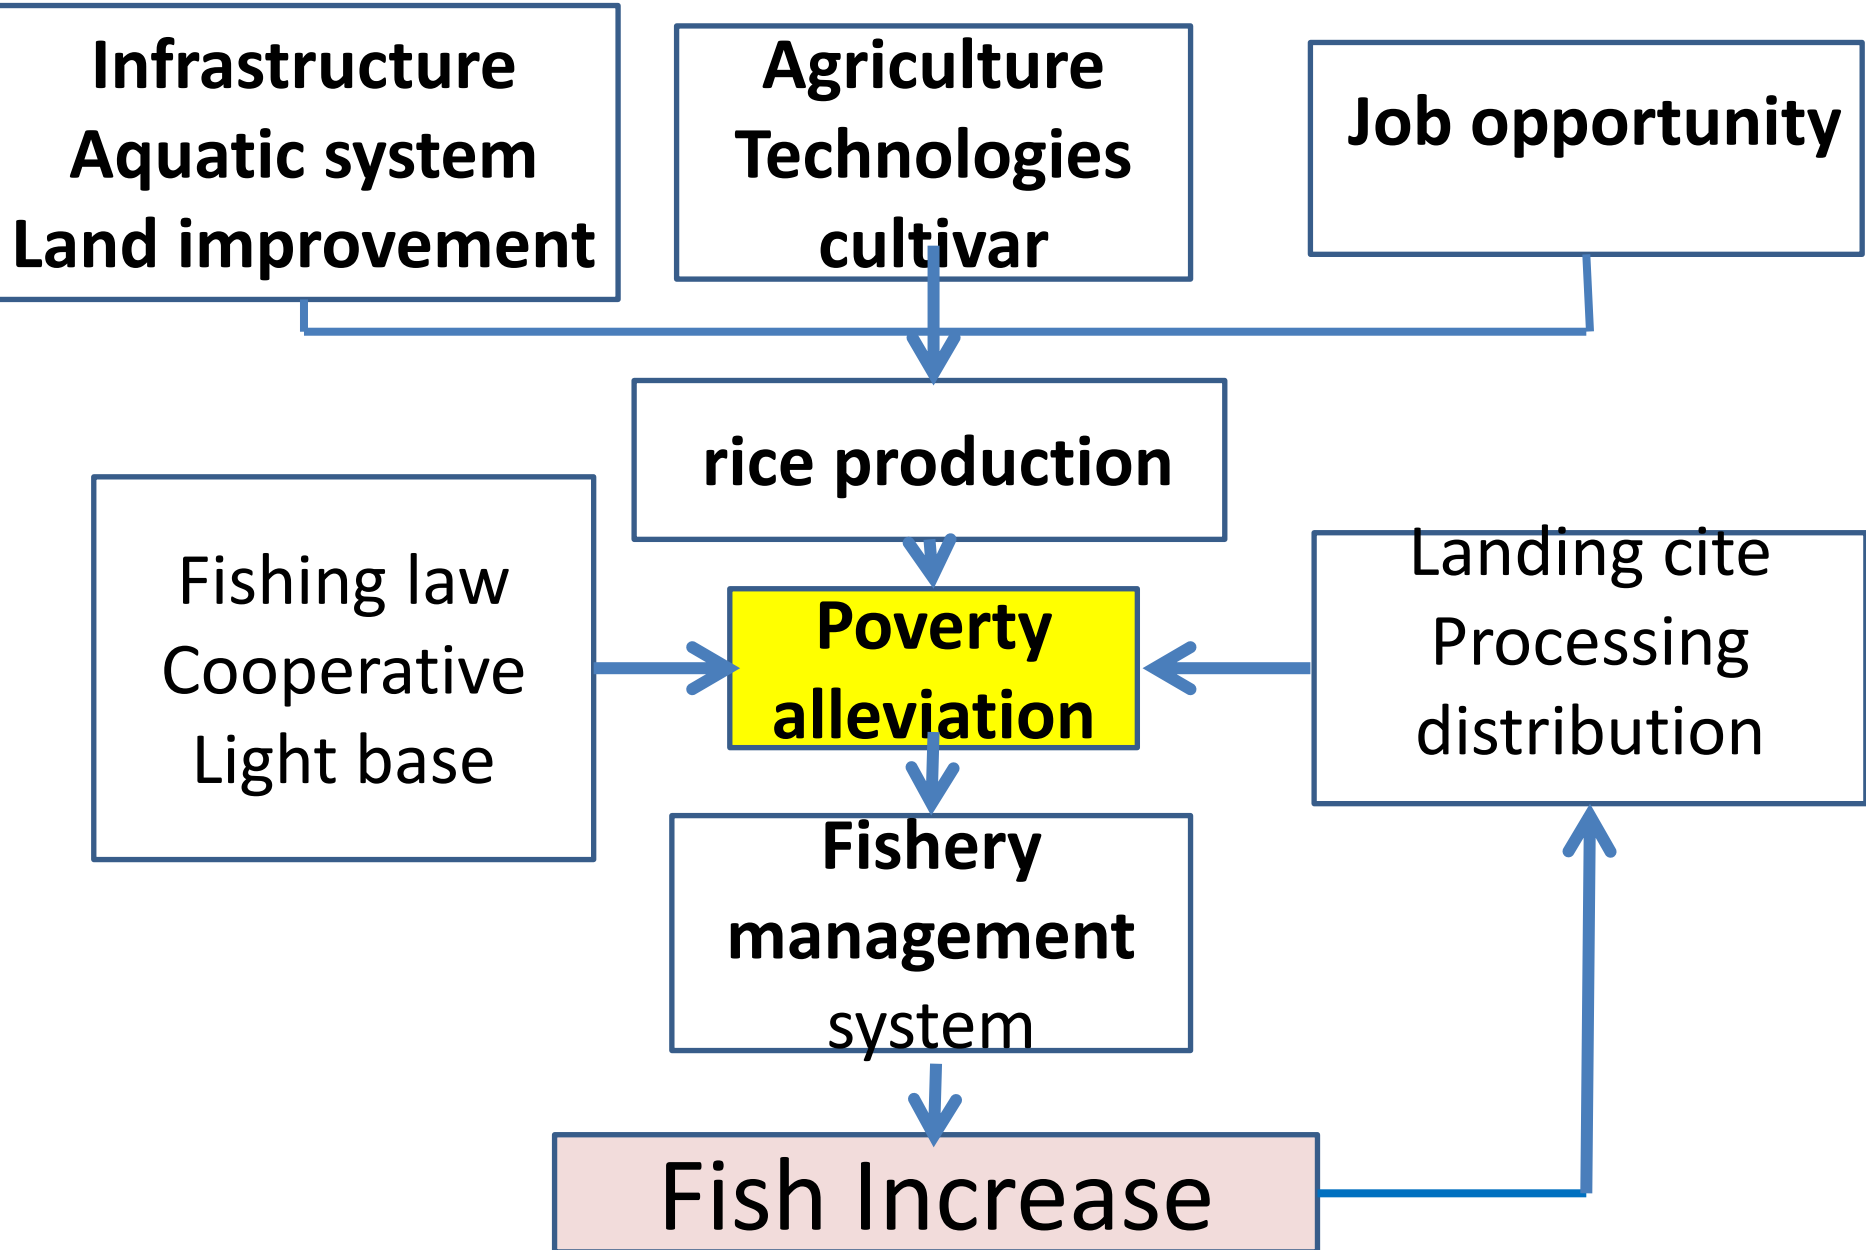 Infrastructure
Aquatic system
Land improvement
Agriculture
Technologies
cultivar
Job opportunity
rice production
Fishing law
Cooperative
Light base
Poverty
alleviation
Landing cite
Processing
distribution
Fishery
management
system
Fish Increase